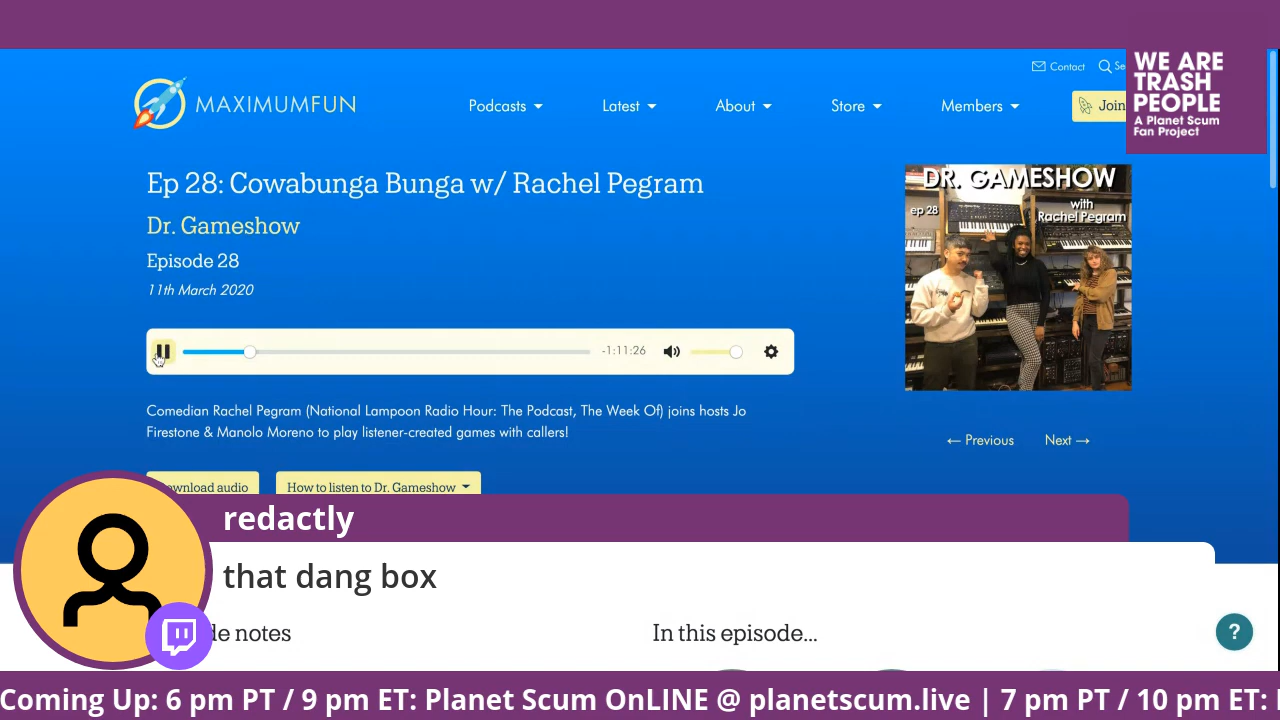 Contact
WE ARE
TRASH
PEOPLE
A Planet Scum
Fan Project
MAXIMUMFUN
Podcasts
Latest
About
Store
Members
Join
Ep 28: Cowabunga Bunga w/ Rachel Pegram
Dr. Gameshow
Episode 28
11th March 2020
DR. GAMESHOW
with
ep 28
Rachel Pegram
-1:11:26
Comedian Rachel Pegram (National Lampoon Radio Hour: The Podcast, The Week Of) joins hosts Jo
Firestone & Manolo Moreno to play listener-created games with callers!
← Previous
Next →
audio
How to listen to Dr. Gameshow
redactly
that dang box
notes
In this episode...
?
Coming Up: 6 pm PT / 9 pm ET: Planet Scum OnLINE @ planetscum.live | 7 pm PT / 10 pm ET: